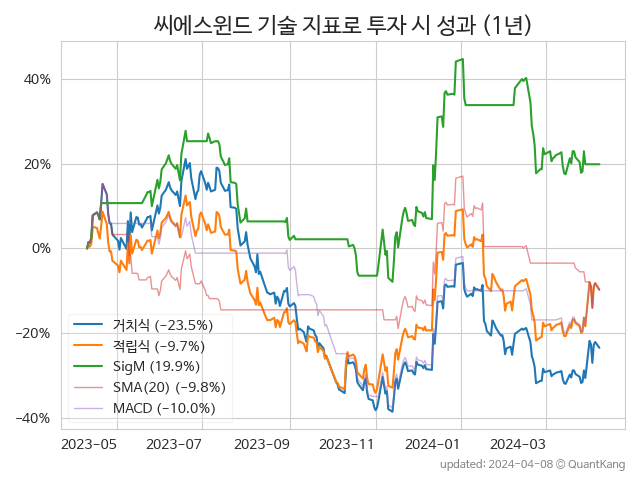 씨에스윈드 기술 지표로 투자 시 성과 (1년)
40%
20%
0%
−20%
−40%
거치식 (−23.5%)
적립식 (−9.7%)
SigM (19.9%)
SMA(20) (−9.8%)
MACD (−10.0%)
2023-05 2023-07 2023-09 2023-11 2024-01 2024-03
updated: 2024-04-08 © QuantKang